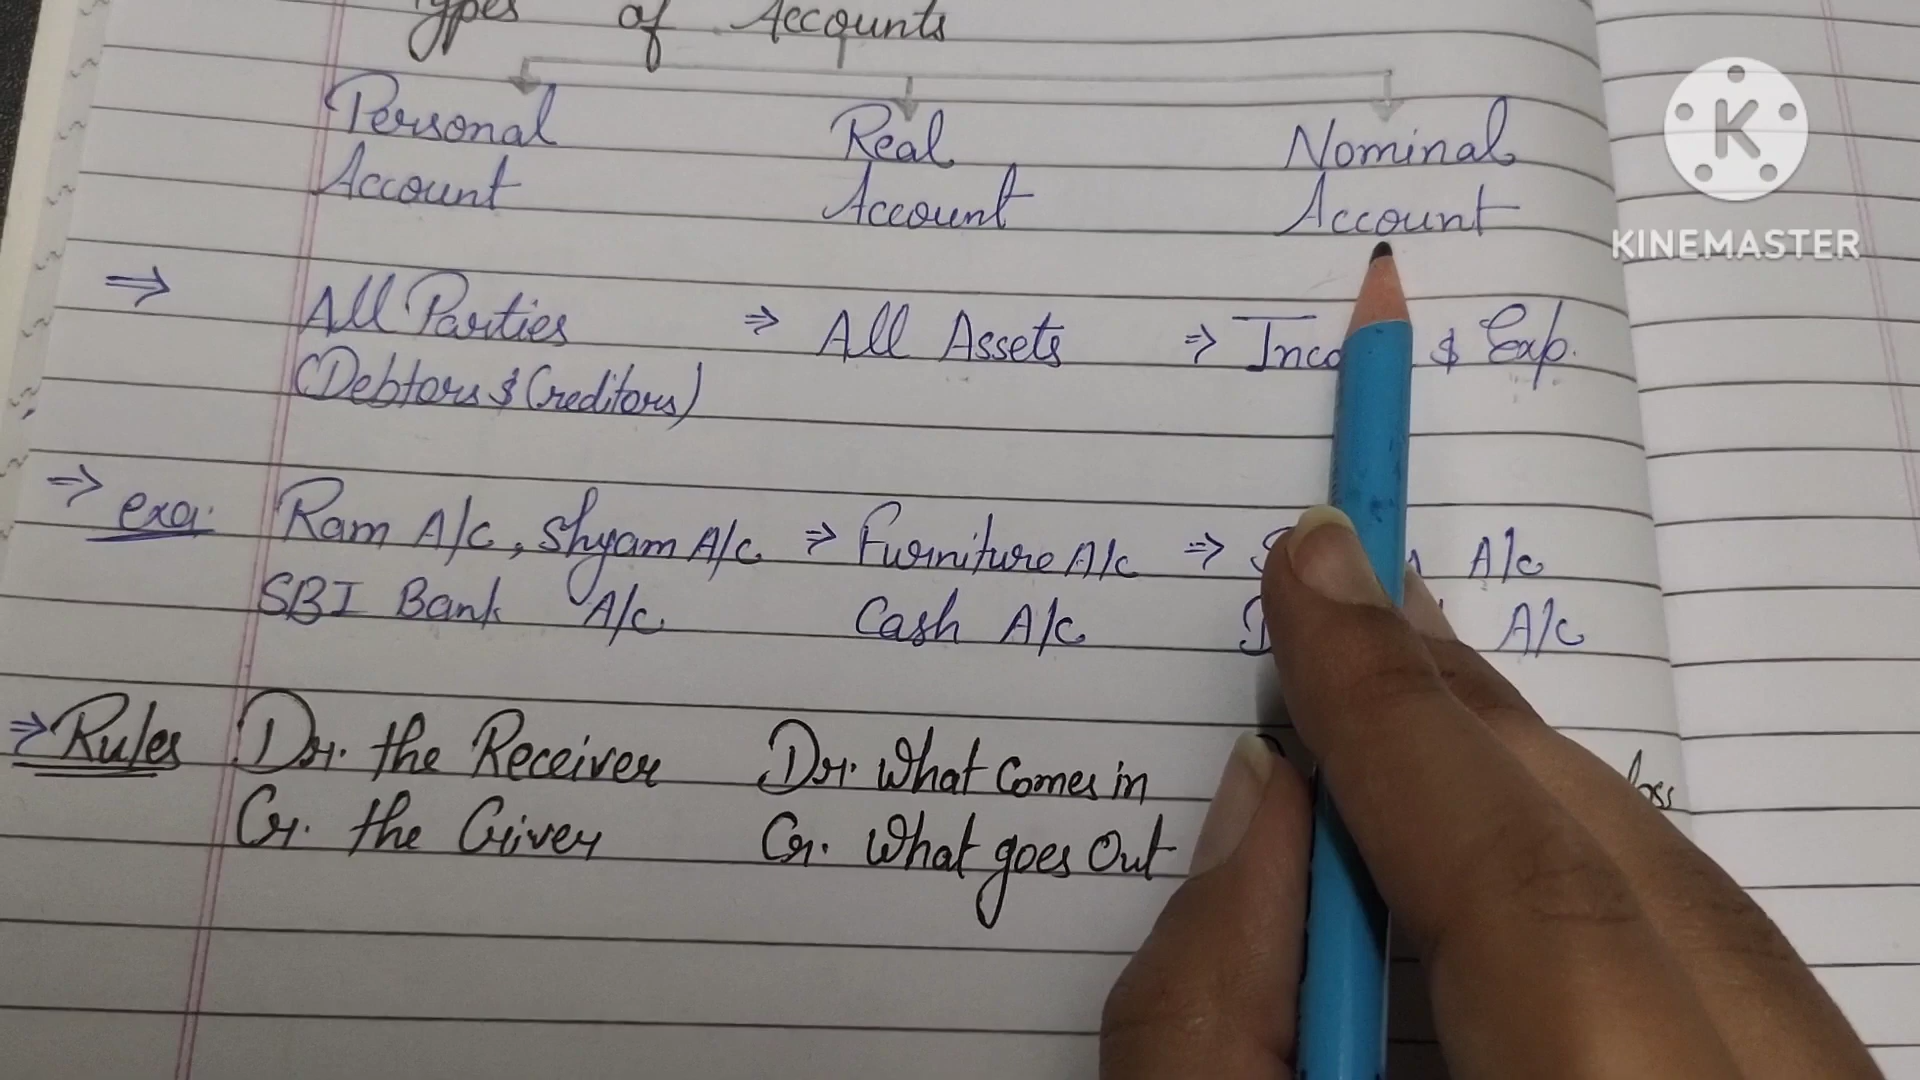 Types of Accounts
Personal Account
Real Account
Nominal Account
⇒ All Parties (Debtors & Creditors)
⇒ All Assets
⇒ & Exp.
⇒ exa. Ram A/c, Shyam A/c
SBI Bank A/c
⇒ Furniture A/c
Cash A/c
⇒ A/c
A/c
⇒ Rules Dr. the Receiver
Cr. the Giver
Dr. What Comes in
Cr. What goes Out
KINEMASTER